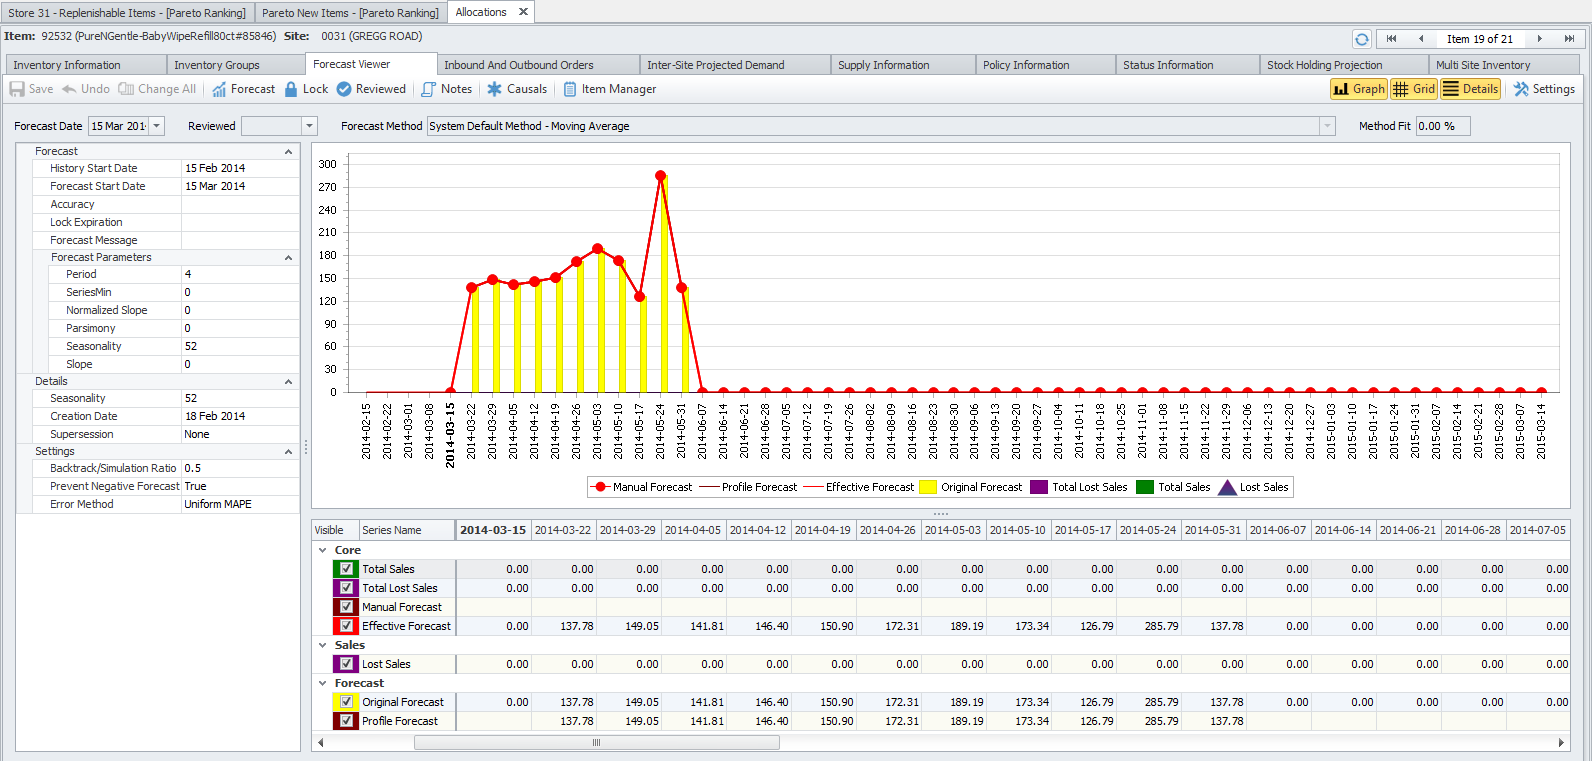 Store 31 - Replenishable Items - [Pareto Ranking] Pareto New Items - [Pareto Ranking] Allocations
Item: 92532 (PureNGentle-BabyWipeRefill80ct#85846) Site: 0031 (GREGG ROAD) Item 19 of 21
Inventory Information Inventory Groups Forecast Viewer Inbound And Outbound Orders Inter-Site Projected Demand Supply Information Policy Information Status Information Stock Holding Projection Multi Site Inventory
Save Undo Change All Forecast Lock Reviewed Notes Causals Item Manager Graph Grid Details Settings
Forecast Date 15 Mar 201 Reviewed Forecast Method System Default Method - Moving Average Method Fit 0.00 %
Forecast
History Start Date 15 Feb 2014
Forecast Start Date 15 Mar 2014
Accuracy
Lock Expiration
Forecast Message
Forecast Parameters
Period 4
SeriesMin 0
Normalized Slope 0
Parsimony 0
Seasonality 52
Slope 0
Details
Seasonality 52
Creation Date 18 Feb 2014
Supersession None
Settings
Backtrack/Simulation Ratio 0.5
Prevent Negative Forecast True
Error Method Uniform MAPE
300
270
240
210
180
150
120
90
60
30
0
2014-02-15 2014-02-22 2014-03-01 2014-03-08 2014-03-15 2014-03-22 2014-03-29 2014-04-05 2014-04-12 2014-04-19 2014-04-26 2014-05-03 2014-05-10 2014-05-17 2014-05-24 2014-05-31 2014-06-07 2014-06-14 2014-06-21 2014-06-28 2014-07-05 2014-07-12 2014-07-19 2014-07-26 2014-08-02 2014-08-09 2014-08-16 2014-08-23 2014-08-30 2014-09-06 2014-09-13 2014-09-20 2014-09-27 2014-10-04 2014-10-11 2014-10-18 2014-10-25 2014-11-01 2014-11-08 2014-11-15 2014-11-22 2014-11-29 2014-12-06 2014-12-13 2014-12-20 2014-12-27 2015-01-03 2015-01-10 2015-01-17 2015-01-24 2015-01-31 2015-02-07 2015-02-14 2015-02-21 2015-02-28 2015-03-07 2015-03-14
Manual Forecast Profile Forecast Effective Forecast Original Forecast Total Lost Sales Total Sales Lost Sales
Visible Series Name 2014-03-15 2014-03-22 2014-03-29 2014-04-05 2014-04-12 2014-04-19 2014-04-26 2014-05-03 2014-05-10 2014-05-17 2014-05-24 2014-05-31 2014-06-07 2014-06-14 2014-06-21 2014-06-28 2014-07-05
Core
Total Sales 0.00 0.00 0.00 0.00 0.00 0.00 0.00 0.00 0.00 0.00 0.00 0.00 0.00 0.00 0.00 0.00 0.00
Total Lost Sales 0.00 0.00 0.00 0.00 0.00 0.00 0.00 0.00 0.00 0.00 0.00 0.00 0.00 0.00 0.00 0.00 0.00
Manual Forecast
Effective Forecast 0.00 137.78 149.05 141.81 146.40 150.90 172.31 189.19 173.34 126.79 285.79 137.78 0.00 0.00 0.00 0.00 0.00
Sales
Lost Sales 0.00 0.00 0.00 0.00 0.00 0.00 0.00 0.00 0.00 0.00 0.00 0.00 0.00 0.00 0.00 0.00 0.00
Forecast
Original Forecast 0.00 137.78 149.05 141.81 146.40 150.90 172.31 189.19 173.34 126.79 285.79 137.78 0.00 0.00 0.00 0.00 0.00
Profile Forecast 137.78 149.05 141.81 146.40 150.90 172.31 189.19 173.34 126.79 285.79 137.78